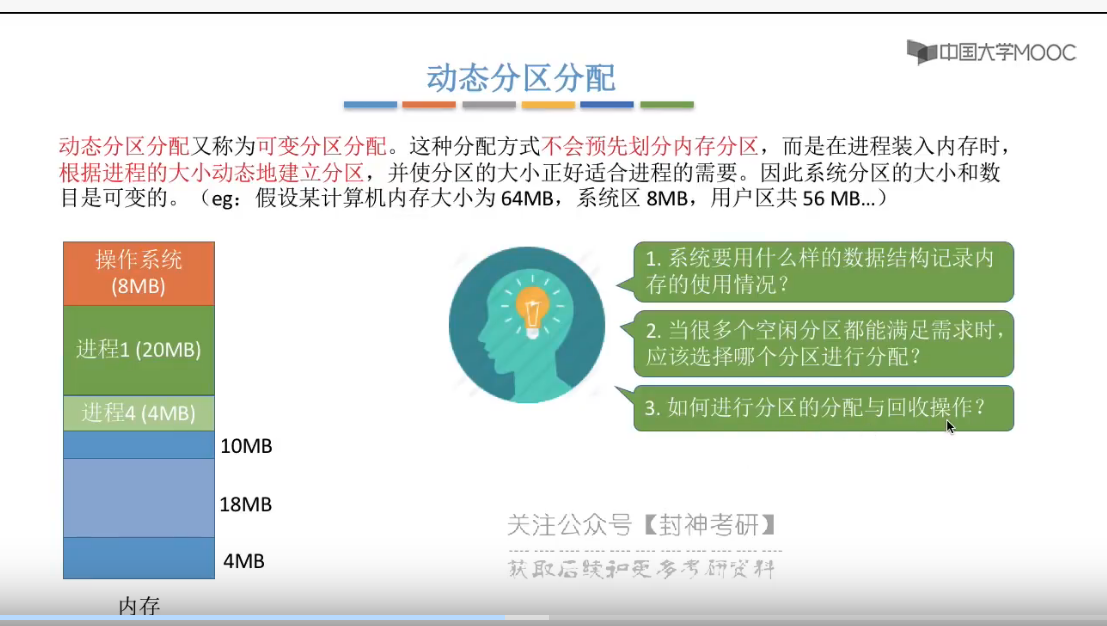 中国大学MOOC
动态分区分配
动态分区分配又称为可变分区分配。这种分配方式不会预先划分内存分区，而是在进程装入内存时，
根据进程的大小动态地建立分区，并使分区的大小正好适合进程的需要。因此系统分区的大小和数
目是可变的。（eg：假设某计算机内存大小为 64MB，系统区 8MB，用户区共 56 MB...）
操作系统
(8MB)
进程1 (20MB)
进程4 (4MB)
10MB
18MB
4MB
内存
1. 系统要用什么样的数据结构记录内
存的使用情况？
2. 当很多个空闲分区都能满足需求时，
应该选择哪个分区进行分配？
3. 如何进行分区的分配与回收操作？
关注公众号【封神考研】
获取后续和更多考研资料